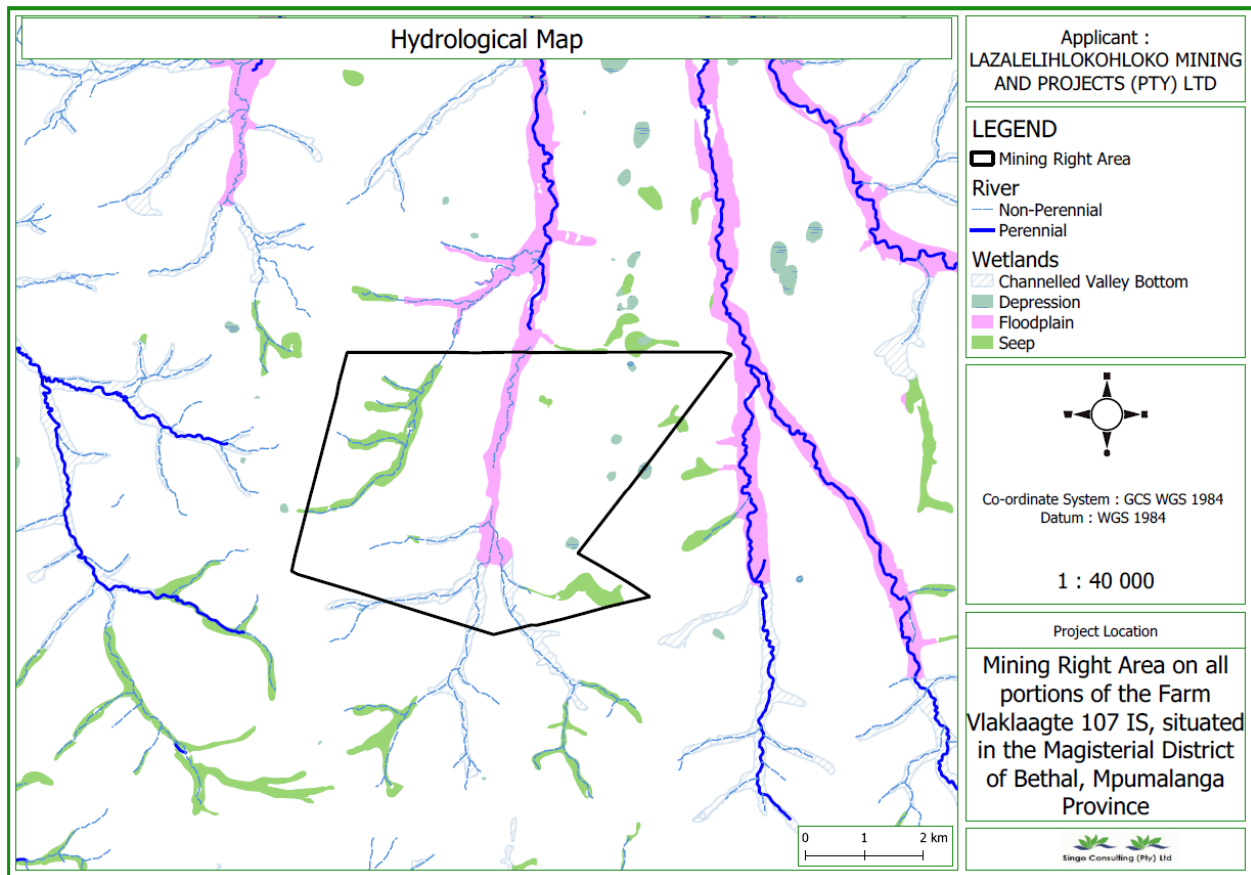 Hydrological Map
Applicant :
LAZALELIHLOKOHLOKO MINING
AND PROJECTS (PTY) LTD
LEGEND
Mining Right Area
River
Non-Perennial
Perennial
Wetlands
Channelled Valley Bottom
Depression
Floodplain
Seep
Co-ordinate System : GCS WGS 1984
Datum : WGS 1984
1 : 40 000
Project Location
Mining Right Area on all
portions of the Farm
Vlaklaagte 107 IS, situated
in the Magisterial District
of Bethal, Mpumalanga
Province
0 1 2 km
Singo Consulting (Pty) Ltd